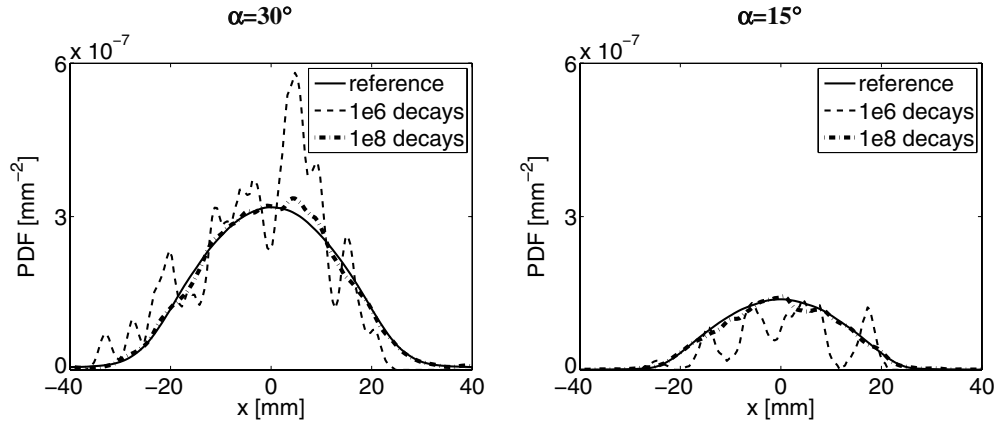 α=30°
x 10⁻⁷
6
3
0
PDF [mm⁻²]
reference
1e6 decays
1e8 decays
−40 −20 0 20 40
x [mm]
α=15°
x 10⁻⁷
6
3
0
PDF [mm⁻²]
reference
1e6 decays
1e8 decays
−40 −20 0 20 40
x [mm]